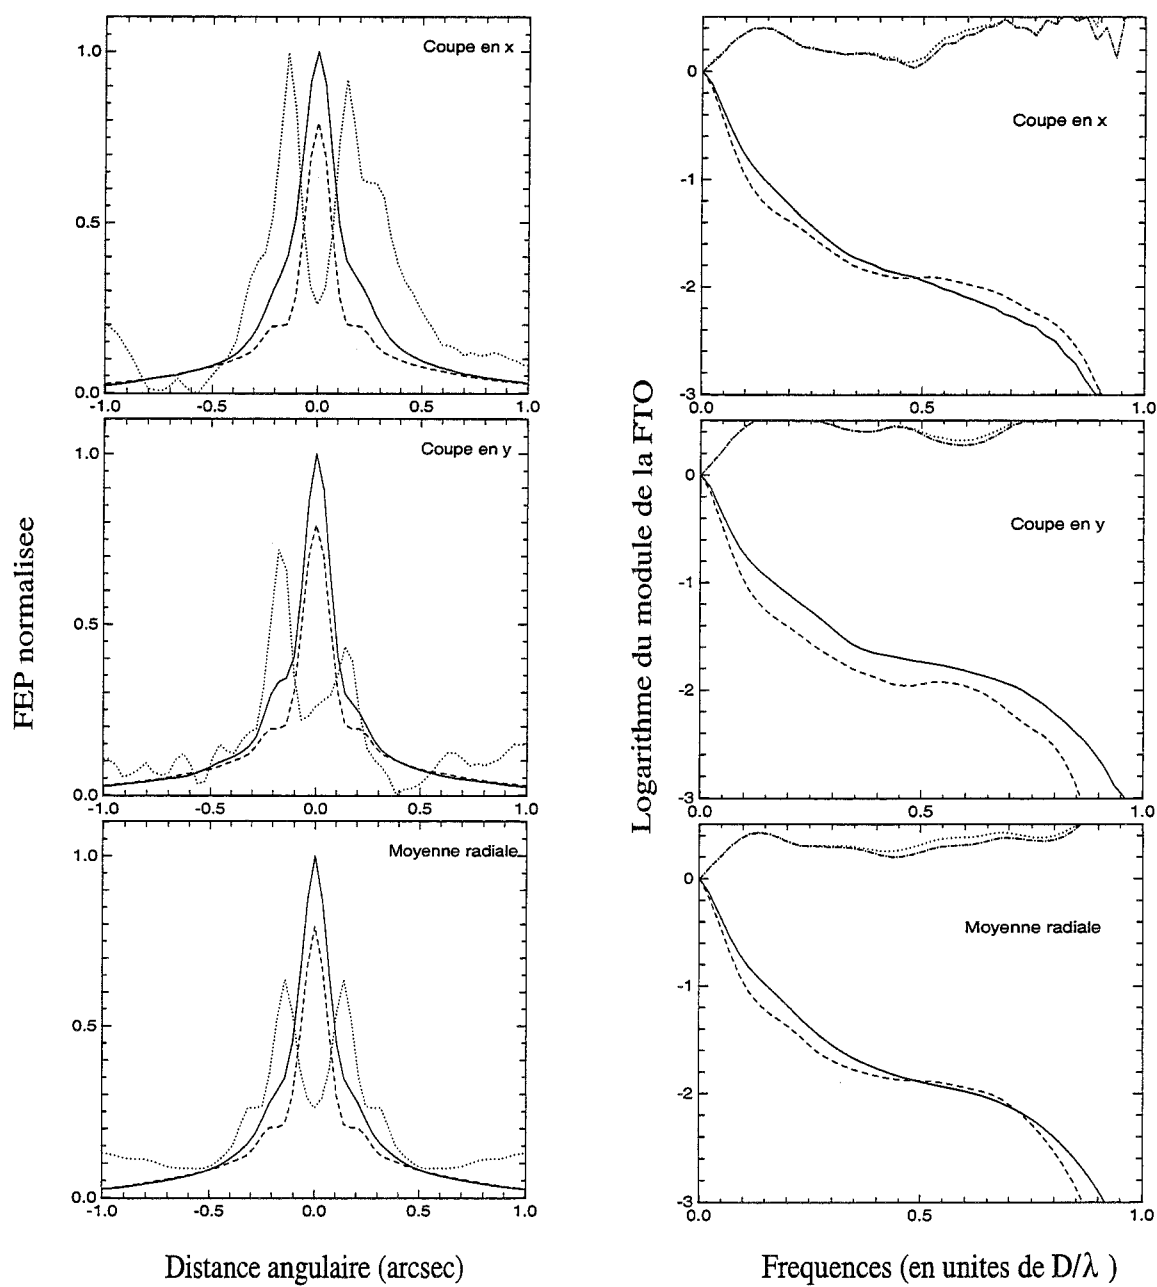 Coupe en x
1.0
0.5
0.0
-1.0 -0.5 0.0 0.5 1.0
Coupe en y
1.0
0.5
0.0
-1.0 -0.5 0.0 0.5 1.0
Moyenne radiale
1.0
0.5
0.0
-1.0 -0.5 0.0 0.5 1.0
FEP normalisee
Distance angulaire (arcsec)
Coupe en x
0
-1
-2
-3
0.0 0.5 1.0
Coupe en y
0
-1
-2
-3
0.0 0.5 1.0
Moyenne radiale
0
-1
-2
-3
0.0 0.5 1.0
Logarithme du module de la FTO
Frequences (en unites de D/λ )